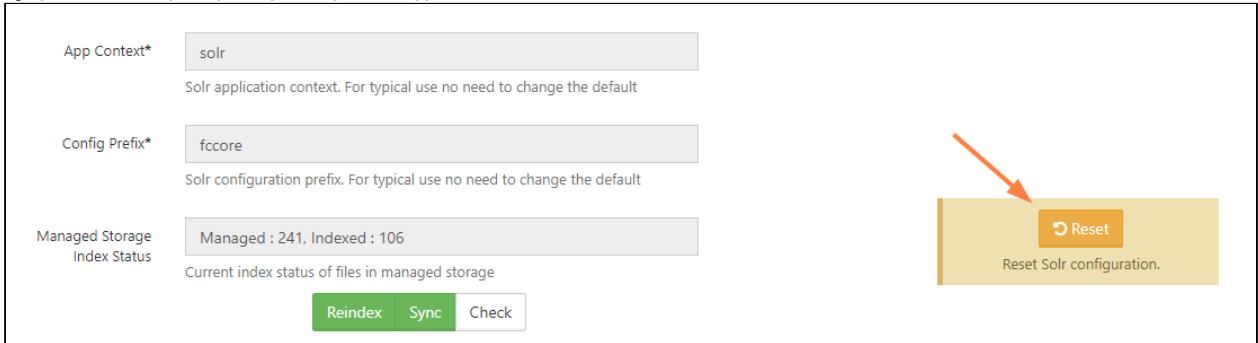 App Context*
solr
Solr application context. For typical use no need to change the default
Config Prefix*
fccore
Solr configuration prefix. For typical use no need to change the default
Managed Storage
Index Status
Managed : 241, Indexed : 106
Current index status of files in managed storage
Reindex Sync Check
Reset
Reset Solr configuration.